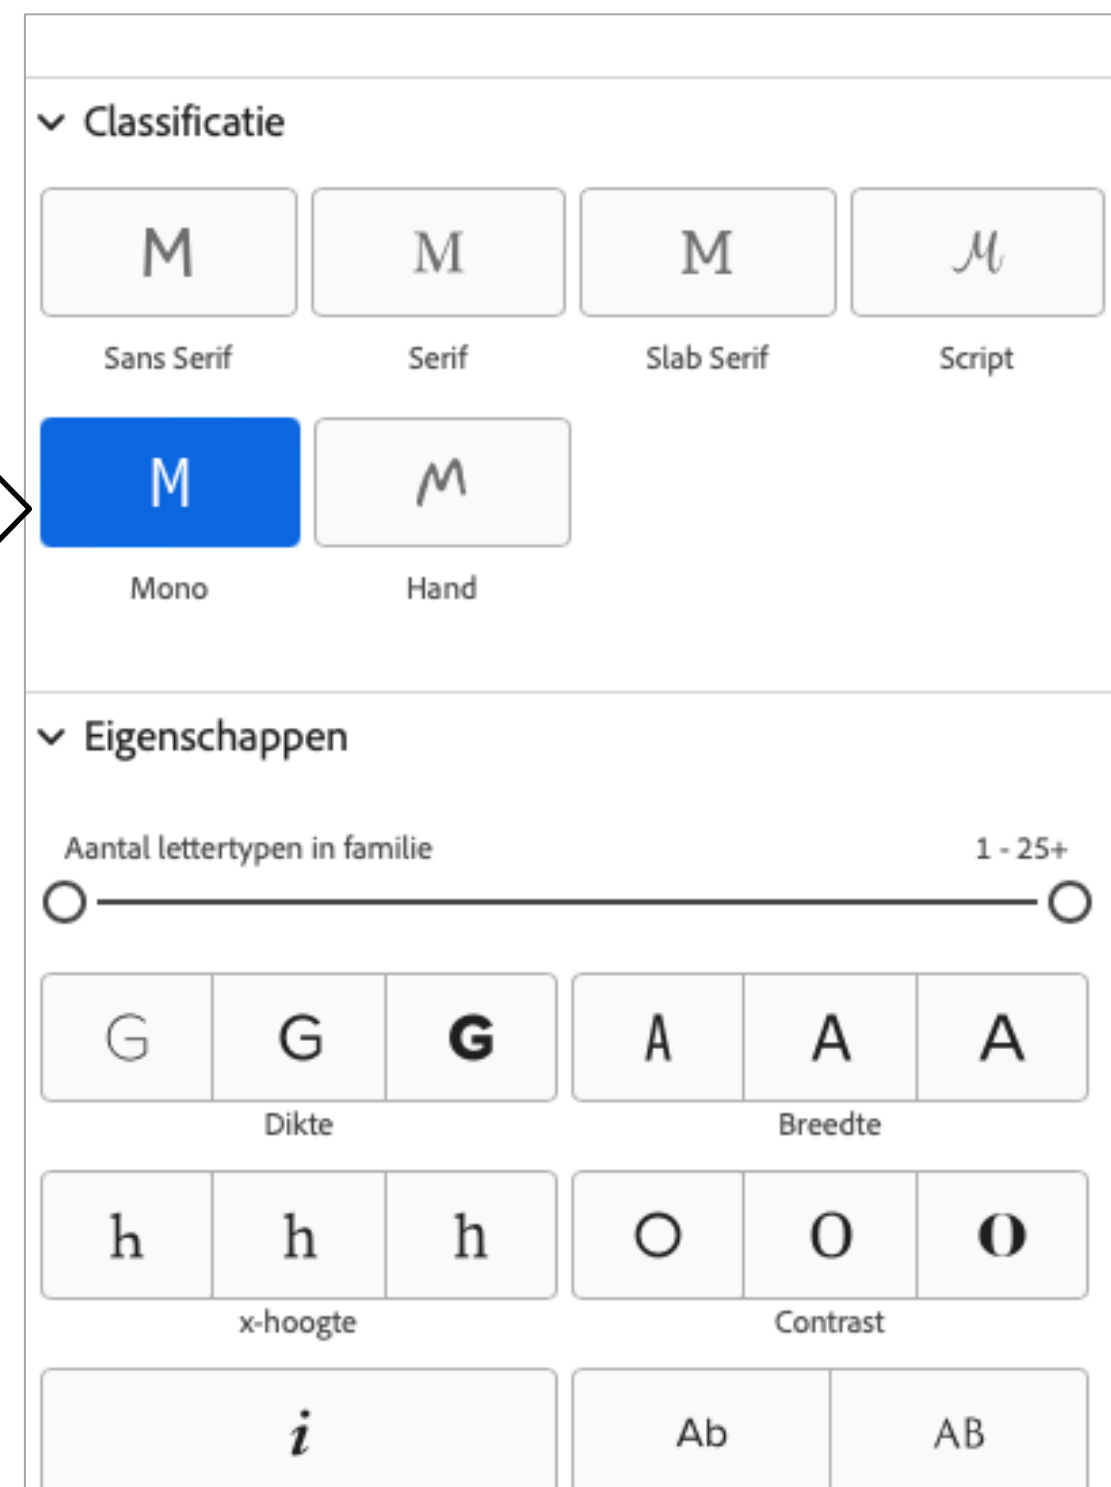 Classificatie
M M M M
Sans Serif Serif Slab Serif Script
M M
Mono Hand
Eigenschappen
Aantal lettertypen in familie 1 - 25+
G G G A A A
Dikte Breedte
h h h O O O
x-hoogte Contrast
i Ab AB